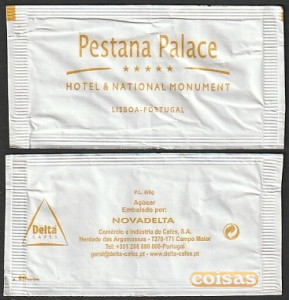 Pestana Palace
HOTEL & NATIONAL MONUMENT
LISBOA-PORTUGAL
Delta
CAFÉS
P.L. 6/8g
Açúcar
Embalado por:
NOVADELTA
Comércio e Indústria de Cafés, S.A.
Herdade das Argamassas - 7370-171 Campo Maior
Tel: +351 268 680 000-Portugal
geral@delta-cafes.pt - www.delta-cafes.pt
coisas